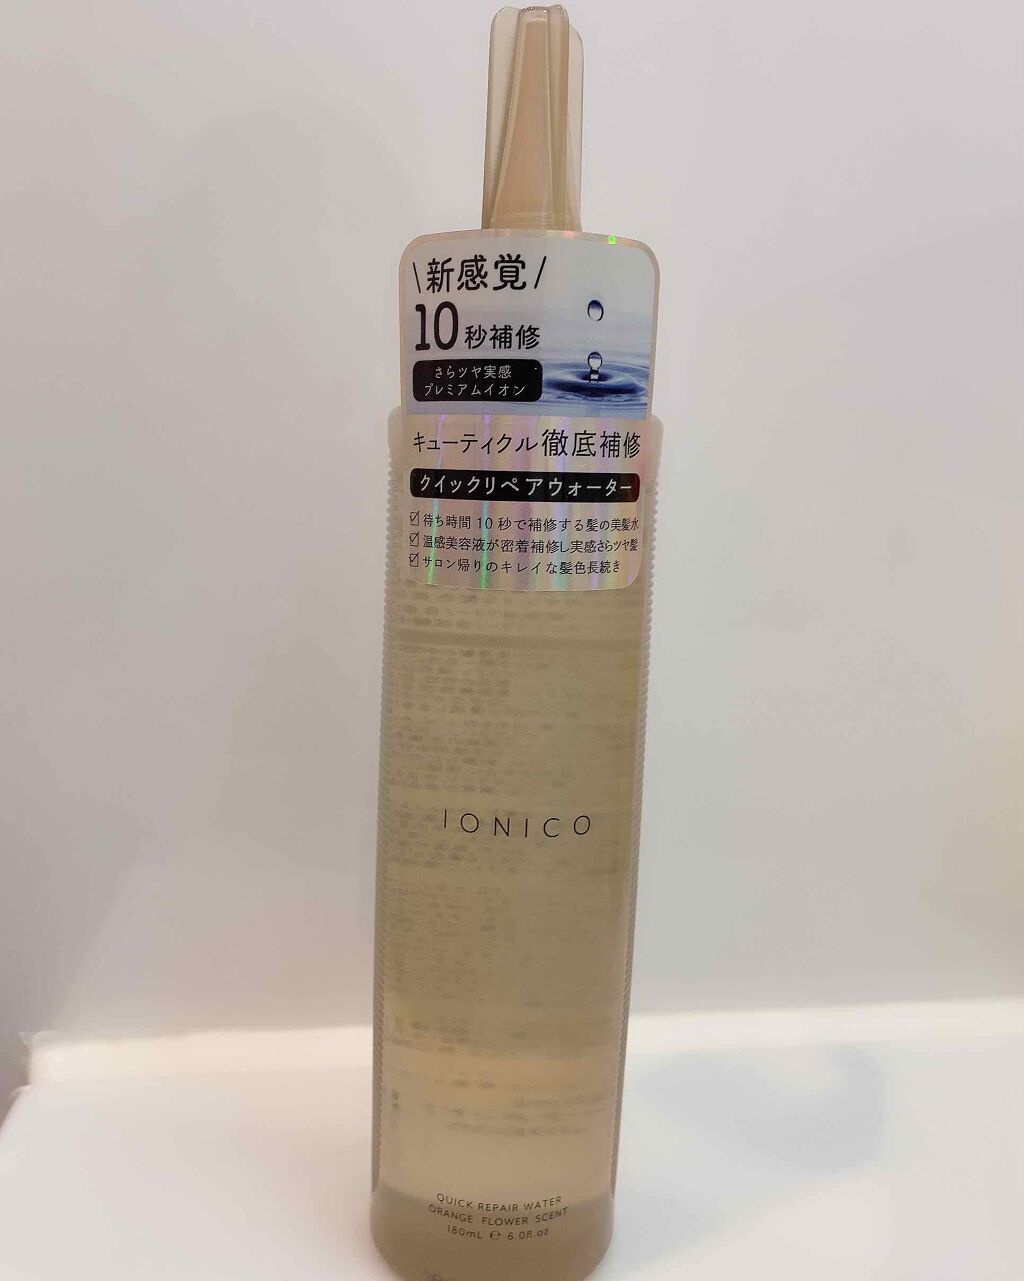 \新感覚/
10秒補修
さらツヤ実感
プレミアムイオン
キューティクル徹底補修
クイックリペアウォーター
☑待ち時間10秒で補修する髪の美髪水
☑温感美容液が密着補修し実感さらツヤ髪
☑サロン帰りのキレイな髪色長続き
IONICO
QUICK REPAIR WATER
ORANGE FLOWER SCENT
180mL ℮ 6.0fl.oz